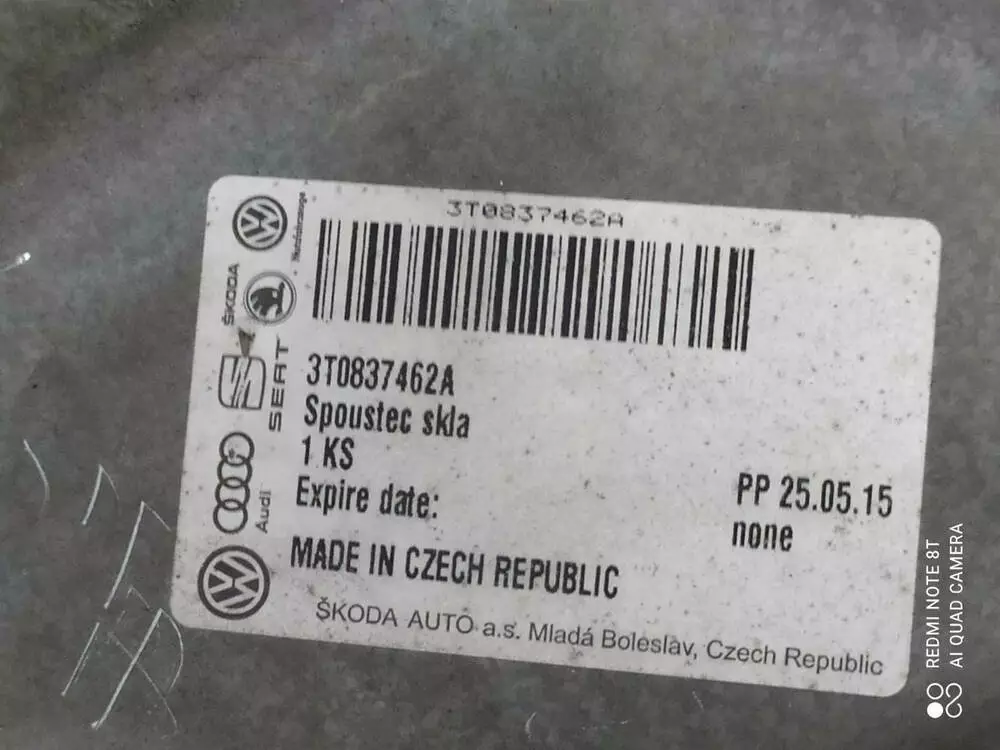 3T0837462A
Nutzfahrzeuge
ŠKODA
SEAT
Audi
3T0837462A
Spoustec skla
1 KS
Expire date:
PP 25.05.15
none
MADE IN CZECH REPUBLIC
ŠKODA AUTO a.s. Mladá Boleslav, Czech Republic
REDMI NOTE 8T
AI QUAD CAMERA